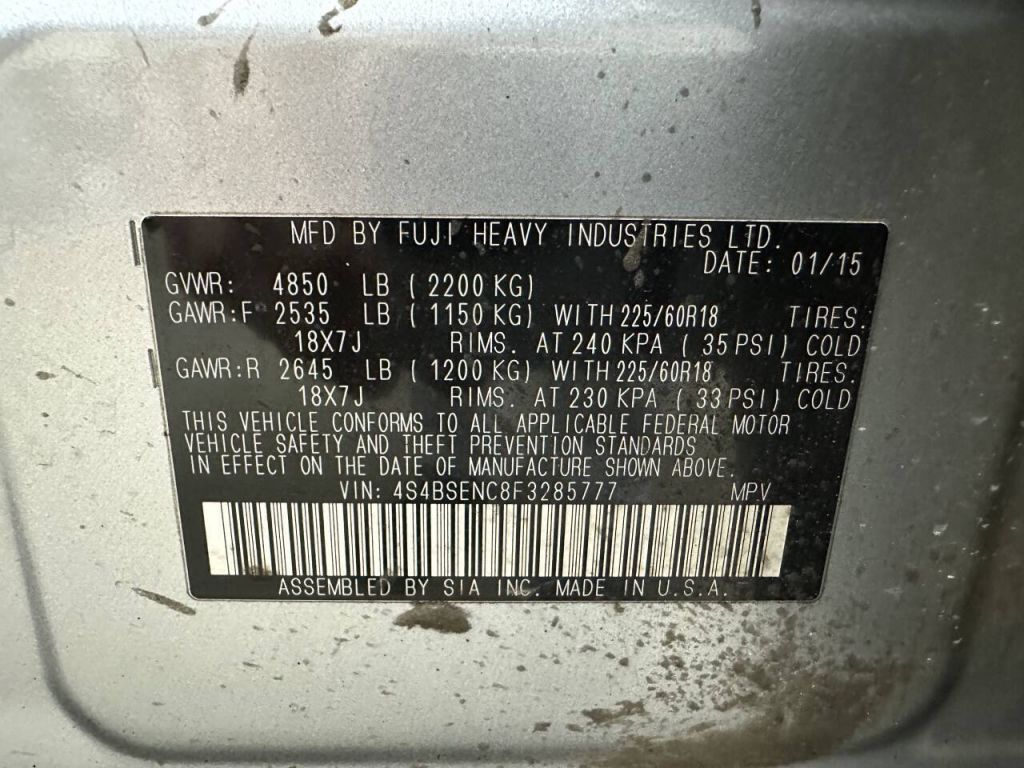 MFD BY FUJI HEAVY INDUSTRIES LTD.
DATE: 01/15
GVWR: 4850 LB (2200 KG)
GAWR:F 2535 LB (1150 KG) WITH 225/60R18 TIRES.
18X7J RIMS. AT 240 KPA (35 PSI) COLD
GAWR:R 2645 LB (1200 KG) WITH 225/60R18 TIRES.
18X7J RIMS. AT 230 KPA (33 PSI) COLD
THIS VEHICLE CONFORMS TO ALL APPLICABLE FEDERAL MOTOR
VEHICLE SAFETY AND THEFT PREVENTION STANDARDS
IN EFFECT ON THE DATE OF MANUFACTURE SHOWN ABOVE.
VIN: 4S4BSENC8F3285777 MPV
ASSEMBLED BY SIA INC. MADE IN U.S.A.